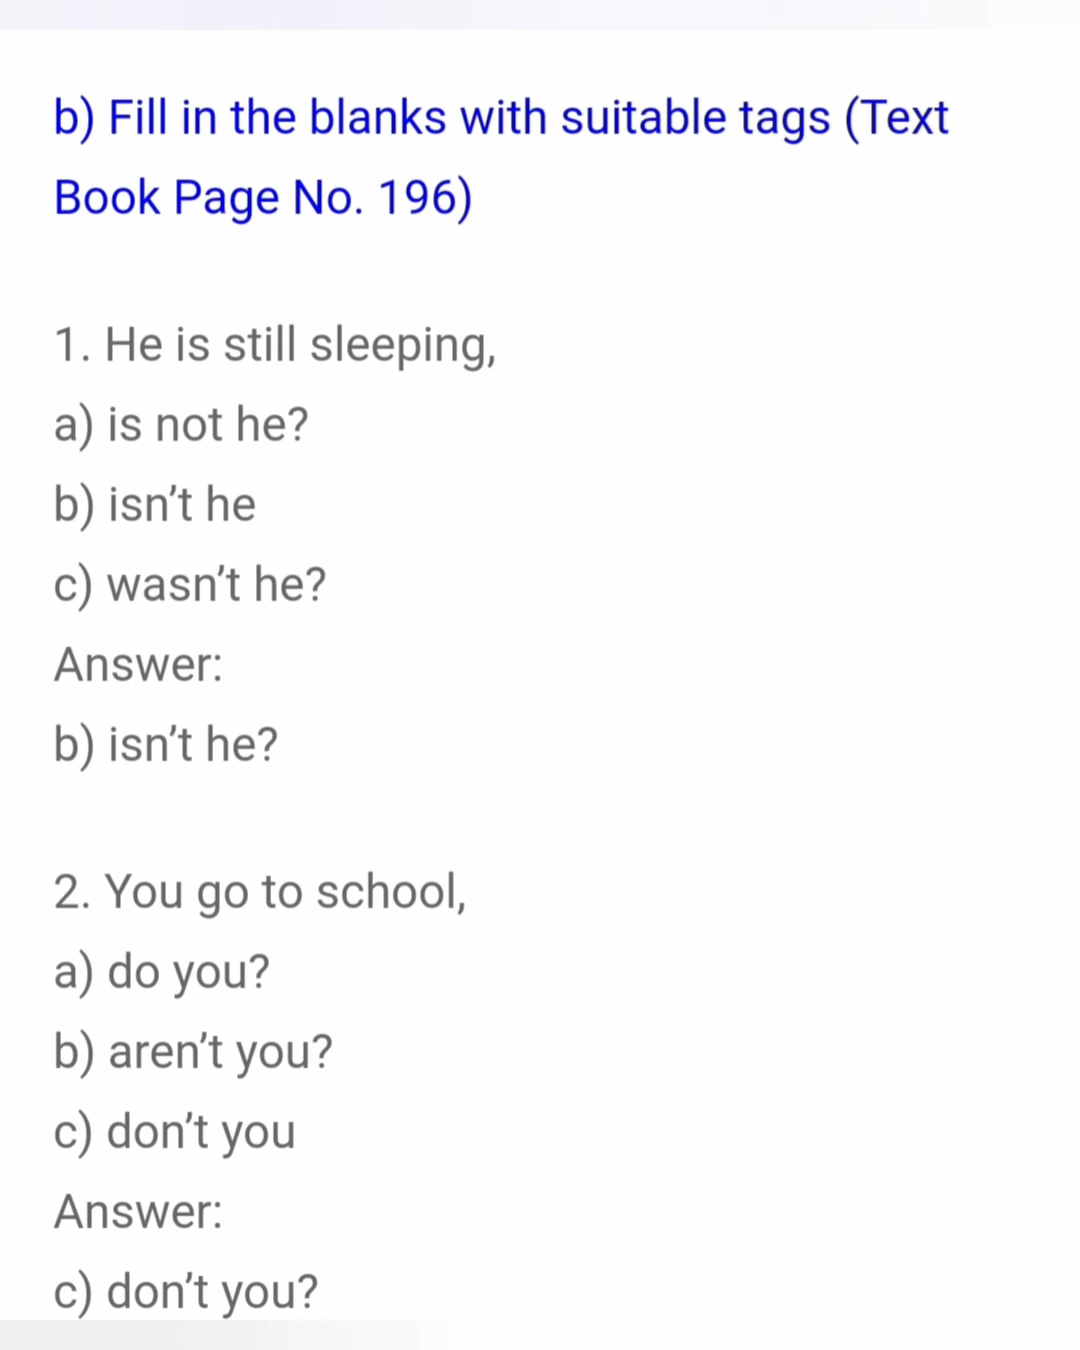 b) Fill in the blanks with suitable tags (Text
Book Page No. 196)
1. He is still sleeping,
a) is not he?
b) isn’t he
c) wasn’t he?
Answer:
b) isn’t he?
2. You go to school,
a) do you?
b) aren’t you?
c) don’t you
Answer:
c) don’t you?